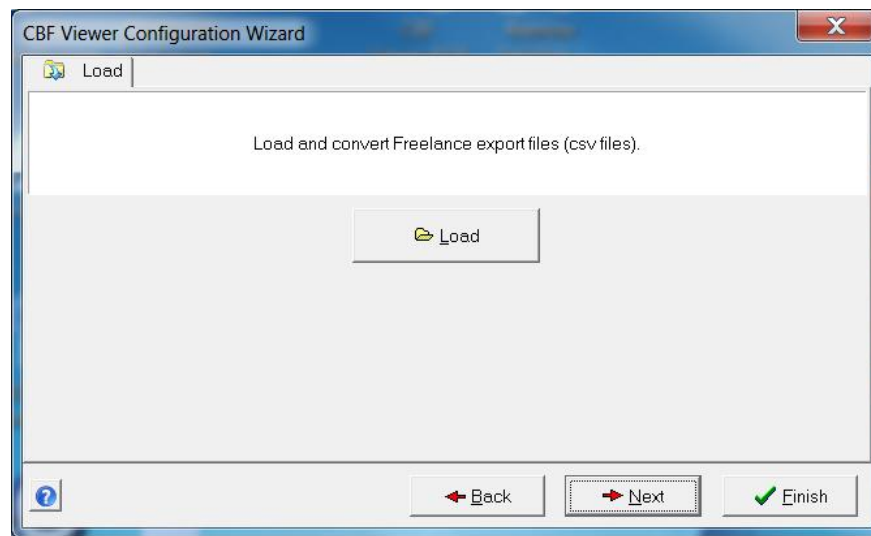 CBF Viewer Configuration Wizard
Load
Load and convert Freelance export files (csv files).
Load
Back
Next
Finish